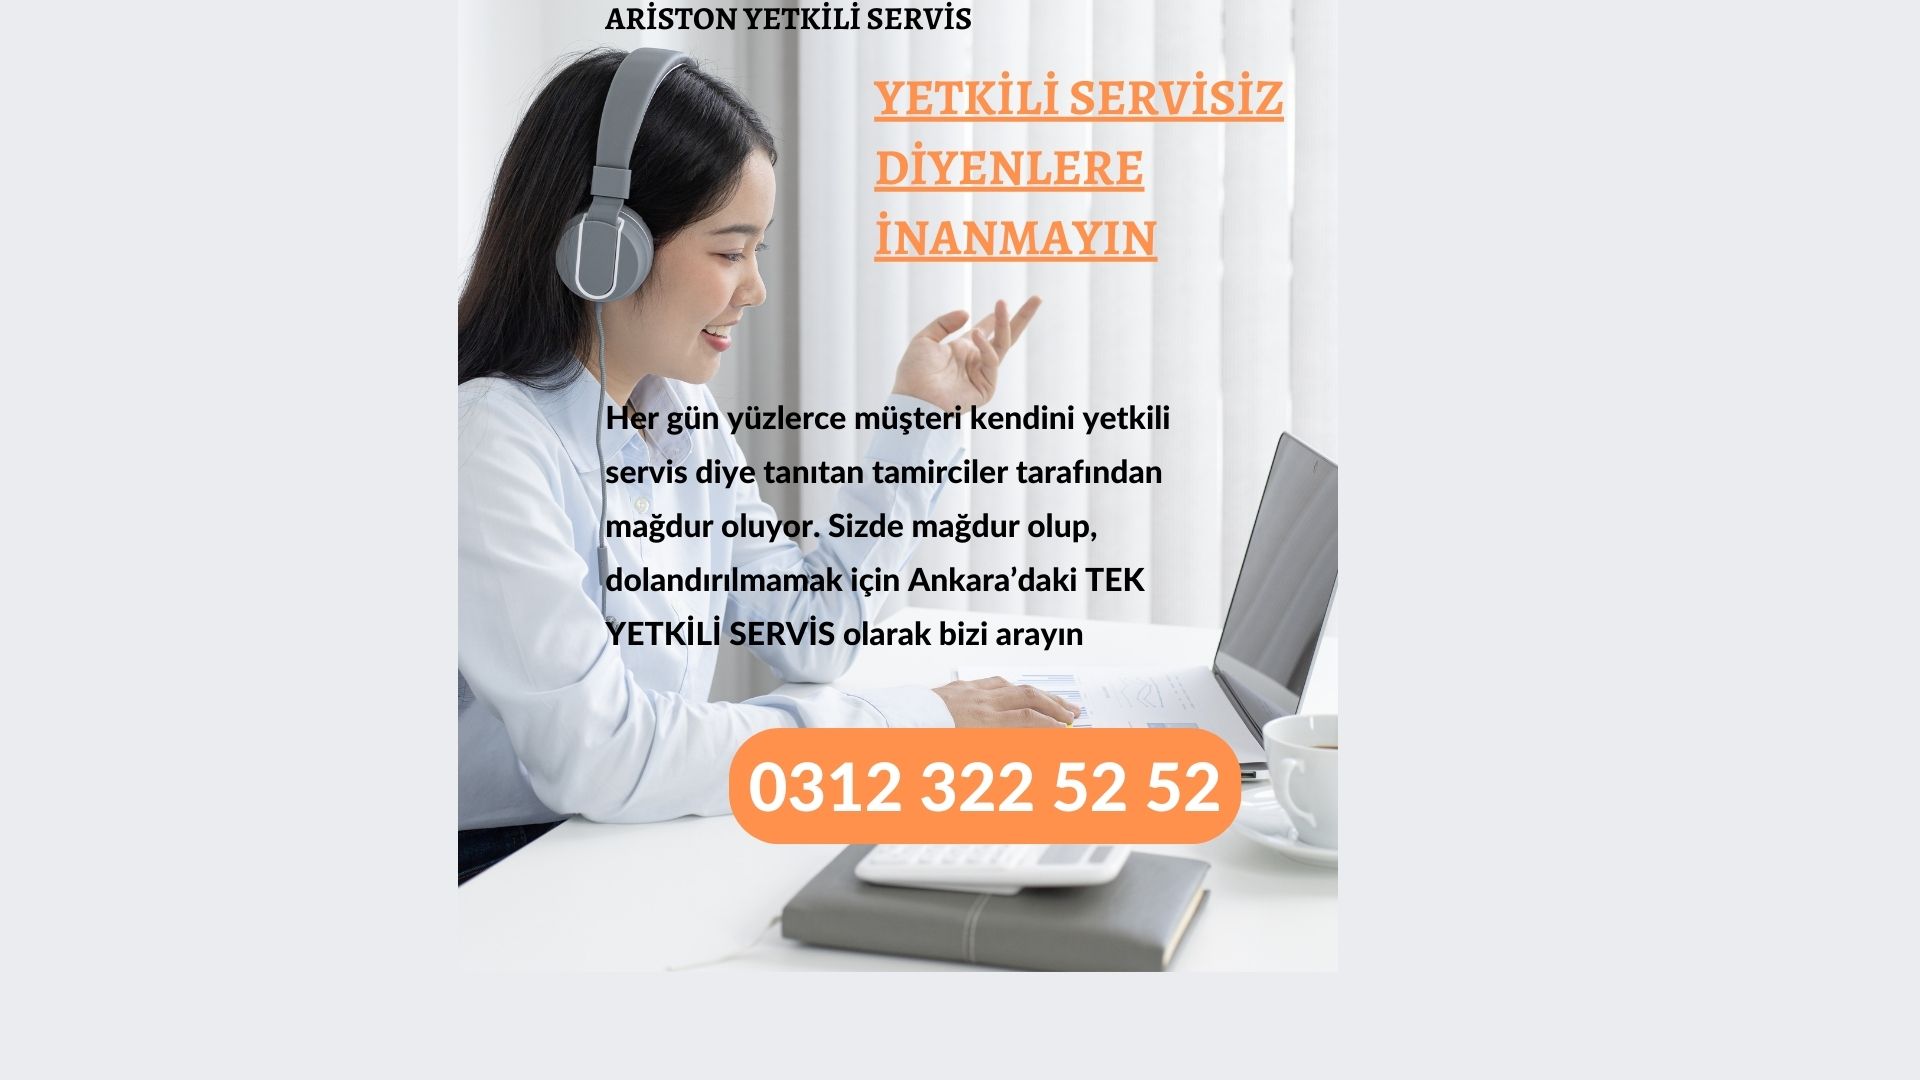 ARİSTON YETKİLİ SERVİS
YETKİLİ SERVİSİZ
DİYENLERE
İNANMAYIN
Her gün yüzlerce müşteri kendini yetkili
servis diye tanıtan tamirciler tarafından
mağdur oluyor. Sizde mağdur olup,
dolandırılmamak için Ankara’daki TEK
YETKİLİ SERVİS olarak bizi arayın
0312 322 52 52